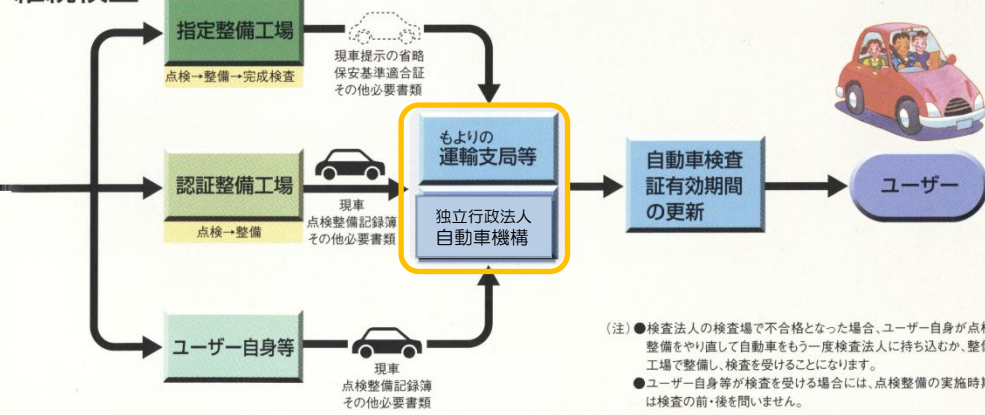 継続検査
指定整備工場
点検→整備→完成検査
現車提示の省略
保安基準適合証
その他必要書類
認証整備工場
点検→整備
現車
点検整備記録簿
その他必要書類
もよりの
運輸支局等
独立行政法人
自動車機構
自動車検査
証有効期間
の更新
ユーザー
ユーザー自身等
現車
点検整備記録簿
その他必要書類
(注)●検査法人の検査場で不合格となった場合、ユーザー自身が点検
整備をやり直して自動車をもう一度検査法人に持ち込むか、整備
工場で整備し、検査を受けることになります。
●ユーザー自身等が検査を受ける場合には、点検整備の実施時期
は検査の前・後を問いません。